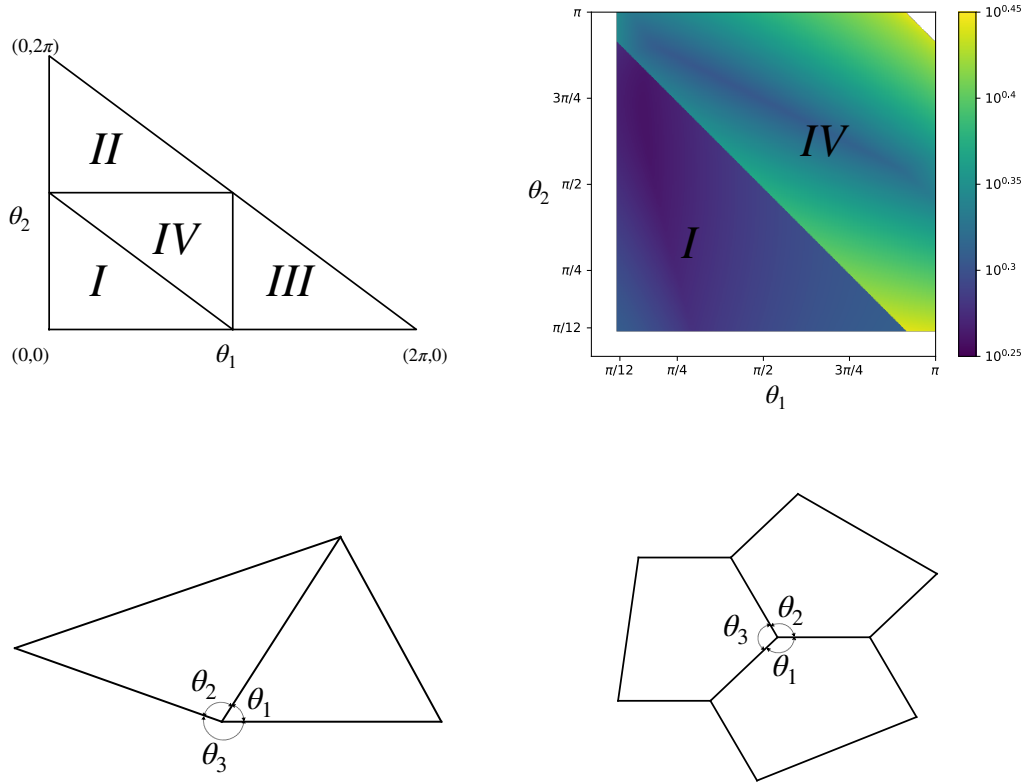 (0,2π)
II
θ₂
IV
I
III
(0,0)
θ₁
(2π,0)
π
3π/4
π/2
π/4
π/12
θ₂
IV
I
π/12
π/4
π/2
3π/4
π
θ₁
10^0.45
10^0.4
10^0.35
10^0.3
10^0.25
θ₂
θ₁
θ₃
θ₂
θ₃
θ₁